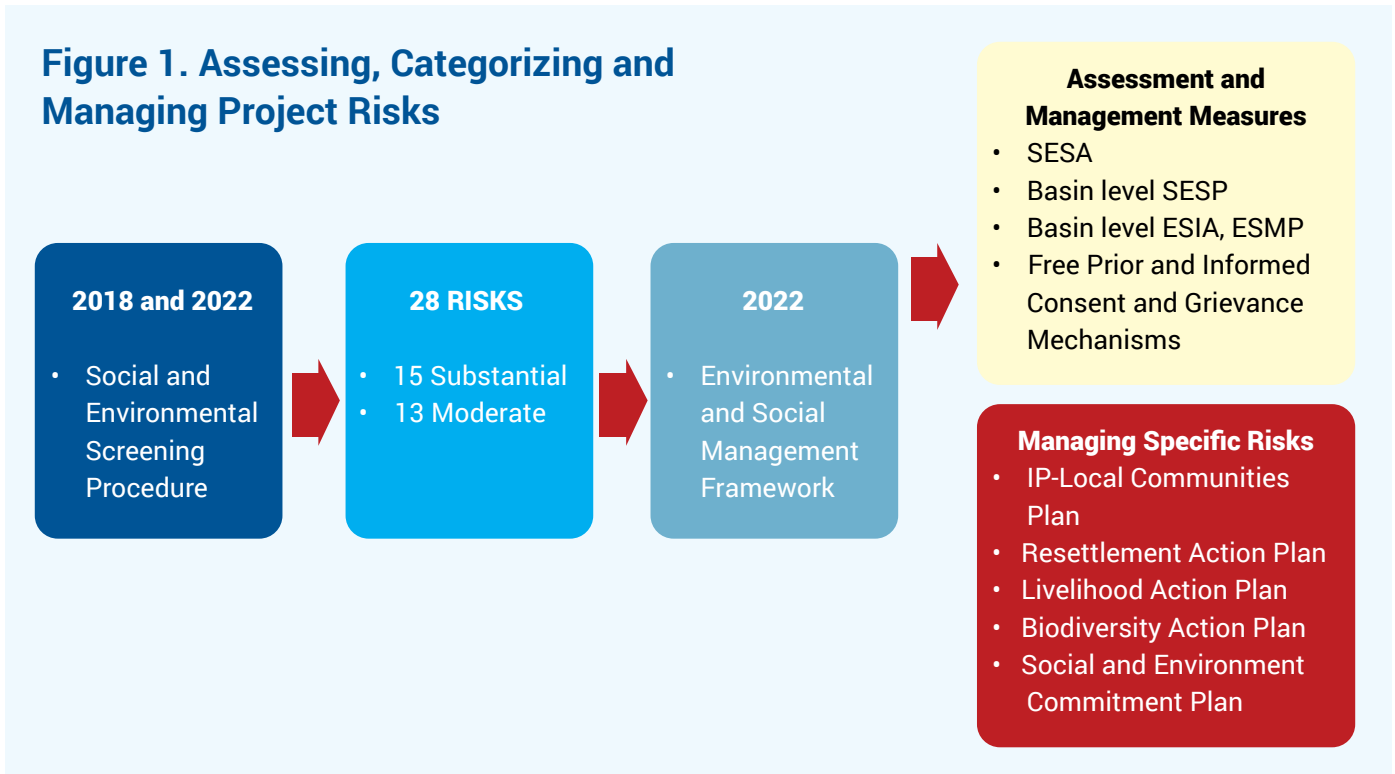 Figure 1. Assessing, Categorizing and
Managing Project Risks
2018 and 2022
• Social and
Environmental
Screening
Procedure
28 RISKS
• 15 Substantial
• 13 Moderate
2022
• Environmental
and Social
Management
Framework
Assessment and
Management Measures
• SESA
• Basin level SESP
• Basin level ESIA, ESMP
• Free Prior and Informed
Consent and Grievance
Mechanisms
Managing Specific Risks
• IP-Local Communities
Plan
• Resettlement Action Plan
• Livelihood Action Plan
• Biodiversity Action Plan
• Social and Environment
Commitment Plan